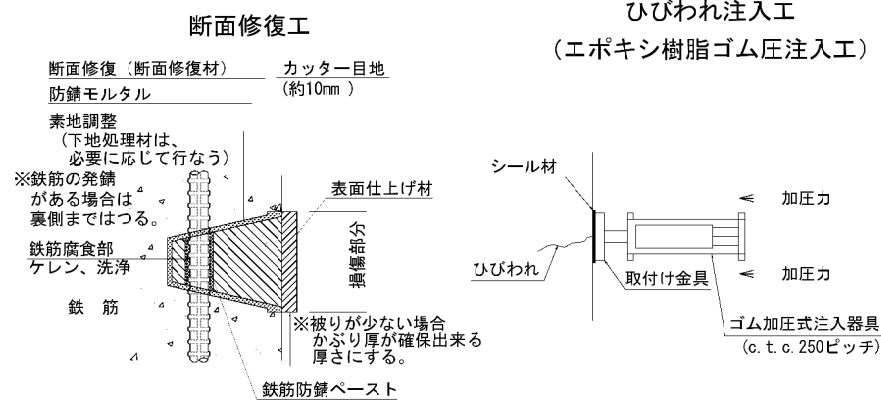 断面修復工
断面修復（断面修復材）
カッター目地
(約10mm )
防錆モルタル
素地調整
（下地処理材は、
必要に応じて行なう）
※鉄筋の発錆
がある場合は
裏側まではつる。
表面仕上げ材
損傷部分
鉄筋腐食部
ケレン、洗浄
鉄 筋
※被りが少ない場合
かぶり厚が確保出来る
厚さにする。
鉄筋防錆ペースト
ひびわれ注入工
（エポキシ樹脂ゴム圧注入工）
シール材
加圧力
ひびわれ
取付け金具
加圧力
ゴム加圧式注入器具
(c.t.c.250ピッチ)